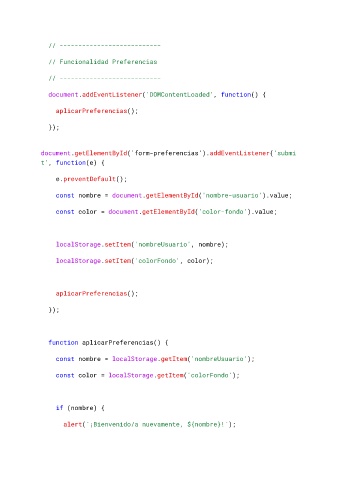 // ---------------------------
// Funcionalidad Preferencias
// ---------------------------
document.addEventListener('DOMContentLoaded', function() {
aplicarPreferencias();
});
document.getElementById('form-preferencias').addEventListener('submi
t', function(e) {
e.preventDefault();
const nombre = document.getElementById('nombre-usuario').value;
const color = document.getElementById('color-fondo').value;
localStorage.setItem('nombreUsuario', nombre);
localStorage.setItem('colorFondo', color);
aplicarPreferencias();
});
function aplicarPreferencias() {
const nombre = localStorage.getItem('nombreUsuario');
const color = localStorage.getItem('colorFondo');
if (nombre) {
alert(`¡Bienvenido/a nuevamente, ${nombre}!`);